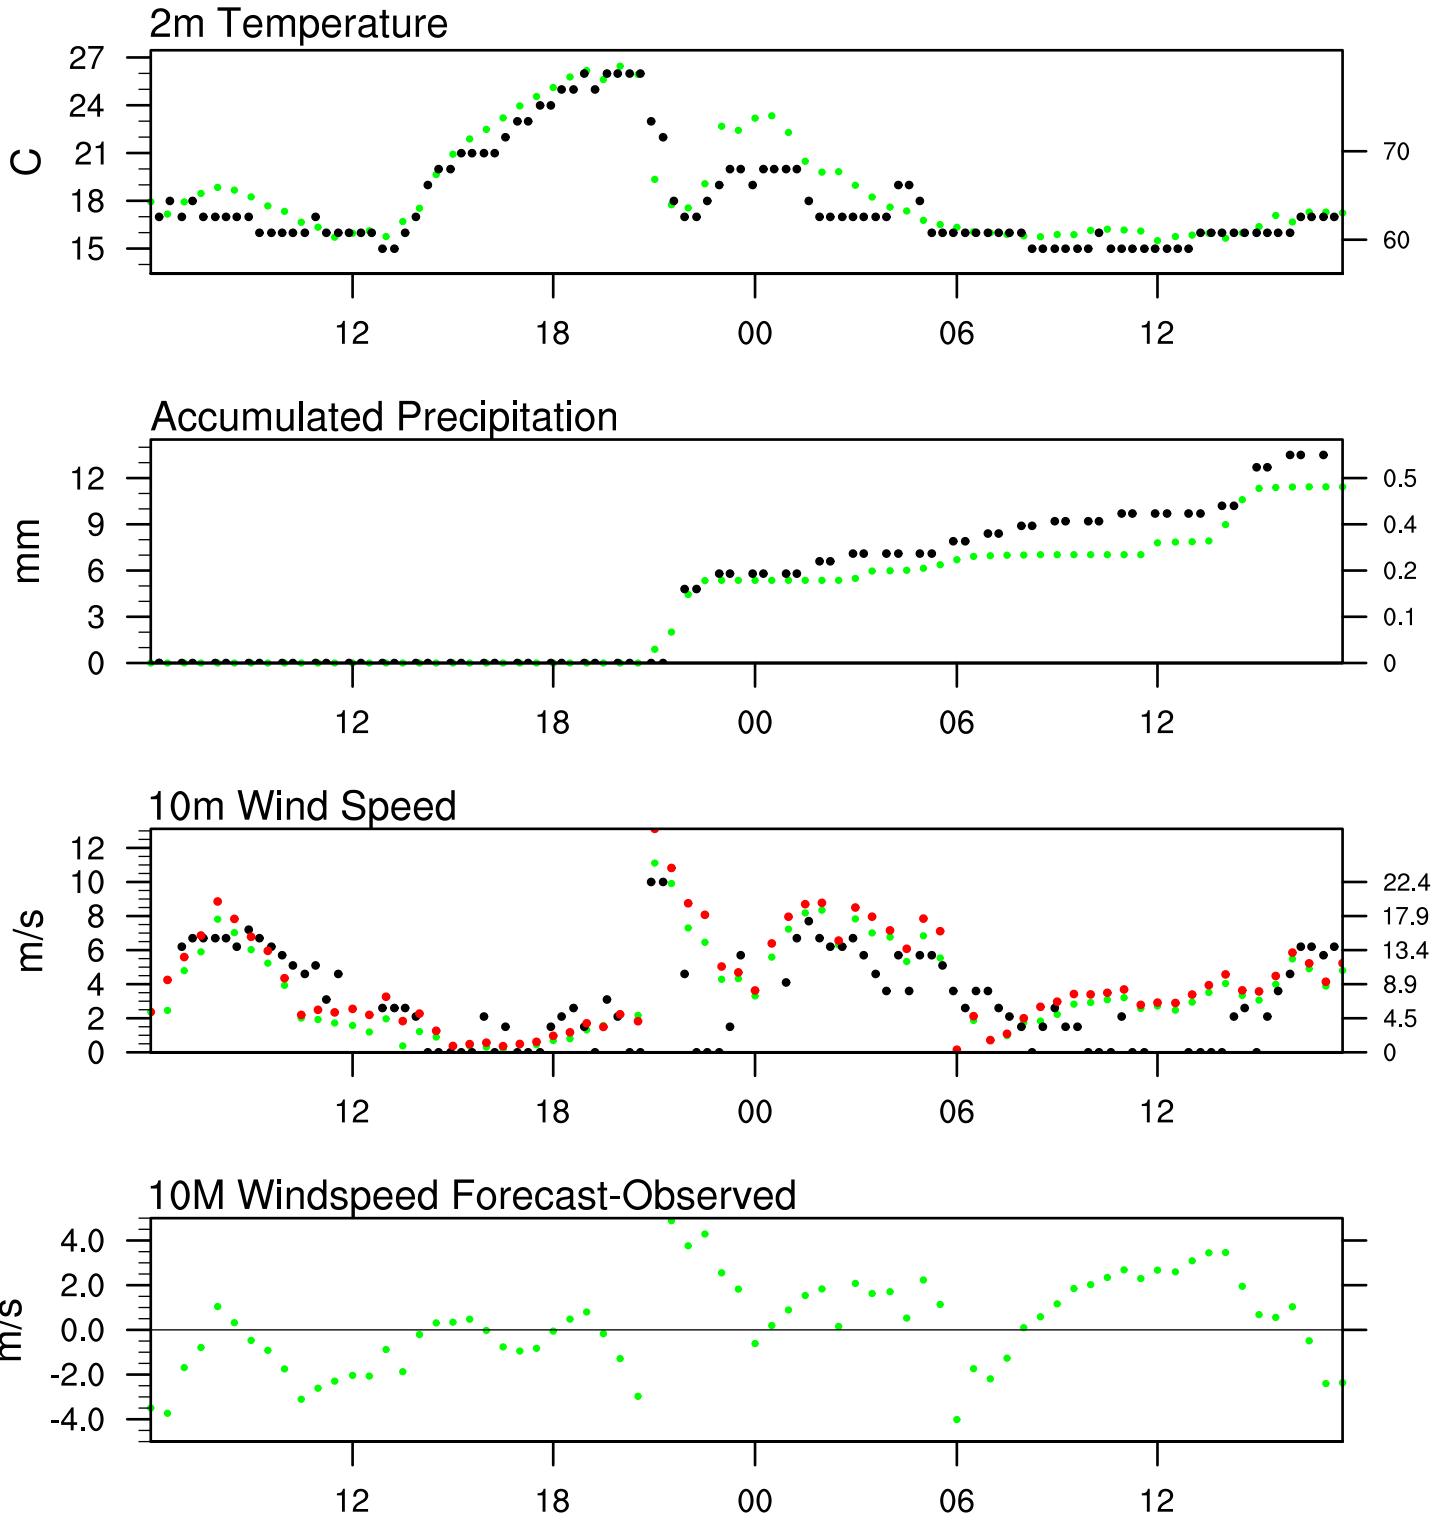 2m Temperature
27
24
21
18
15
C
70
60
12 18 00 06 12
Accumulated Precipitation
12
9
6
3
0
mm
0.5
0.4
0.2
0.1
0
12 18 00 06 12
10m Wind Speed
12
10
8
6
4
2
0
m/s
22.4
17.9
13.4
8.9
4.5
0
12 18 00 06 12
10M Windspeed Forecast-Observed
4.0
2.0
0.0
-2.0
-4.0
m/s
12 18 00 06 12